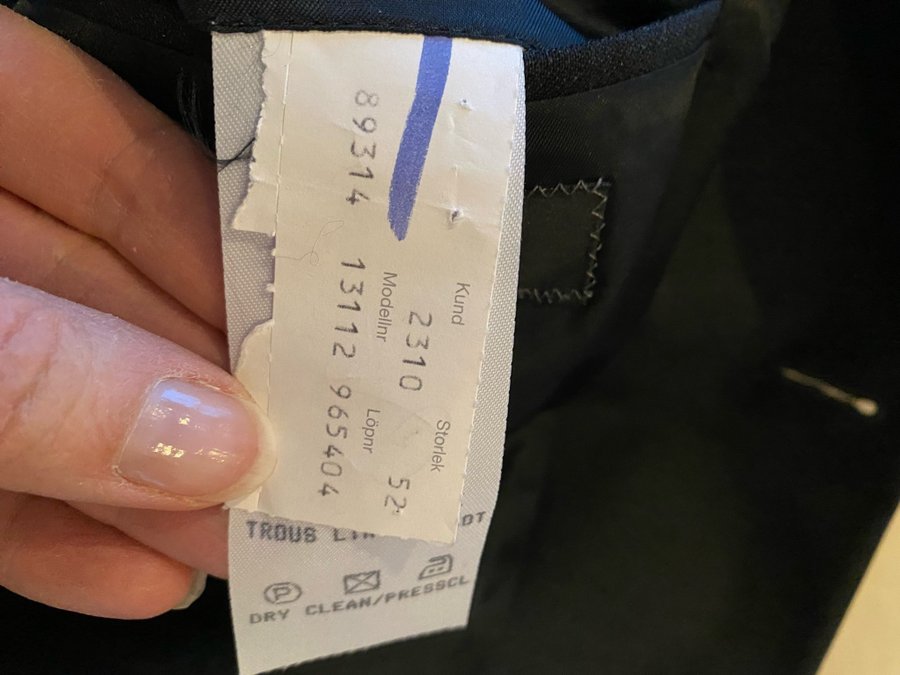 Kund Storlek
2310 52
Modellnr Löpnr
89314 13112 965404
TROUS
DRY CLEAN/PRESSCL